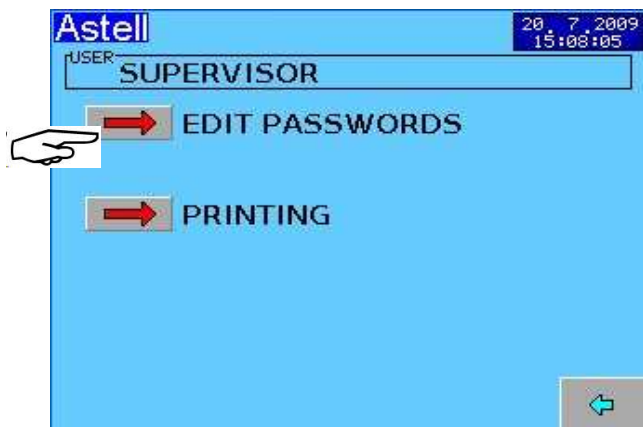 Astell
20. 7.2009
15:08:05
USER
SUPERVISOR
EDIT PASSWORDS
PRINTING